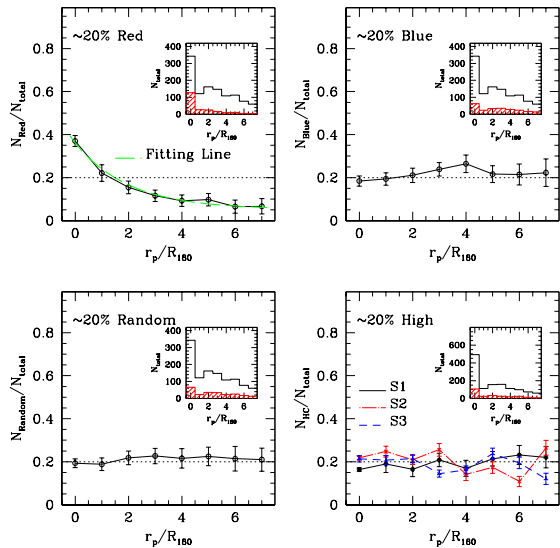 ~20% Red
N_Red/N_total
0.8
0.6
0.4
0.2
0
N_total
400
300
200
100
0
0 2 4 6
r_p/R_180
Fitting Line
0 2 4 6
r_p/R_180
~20% Blue
N_Blue/N_total
0.8
0.6
0.4
0.2
0
N_total
400
300
200
100
0
0 2 4 6
r_p/R_180
0 2 4 6
r_p/R_180
~20% Random
N_Random/N_total
0.8
0.6
0.4
0.2
0
N_total
400
300
200
100
0
0 2 4 6
r_p/R_180
0 2 4 6
r_p/R_180
~20% High
N_HC/N_total
0.8
0.6
0.4
0.2
0
N_total
600
400
200
0
0 2 4 6
r_p/R_180
S1
S2
S3
0 2 4 6
r_p/R_180